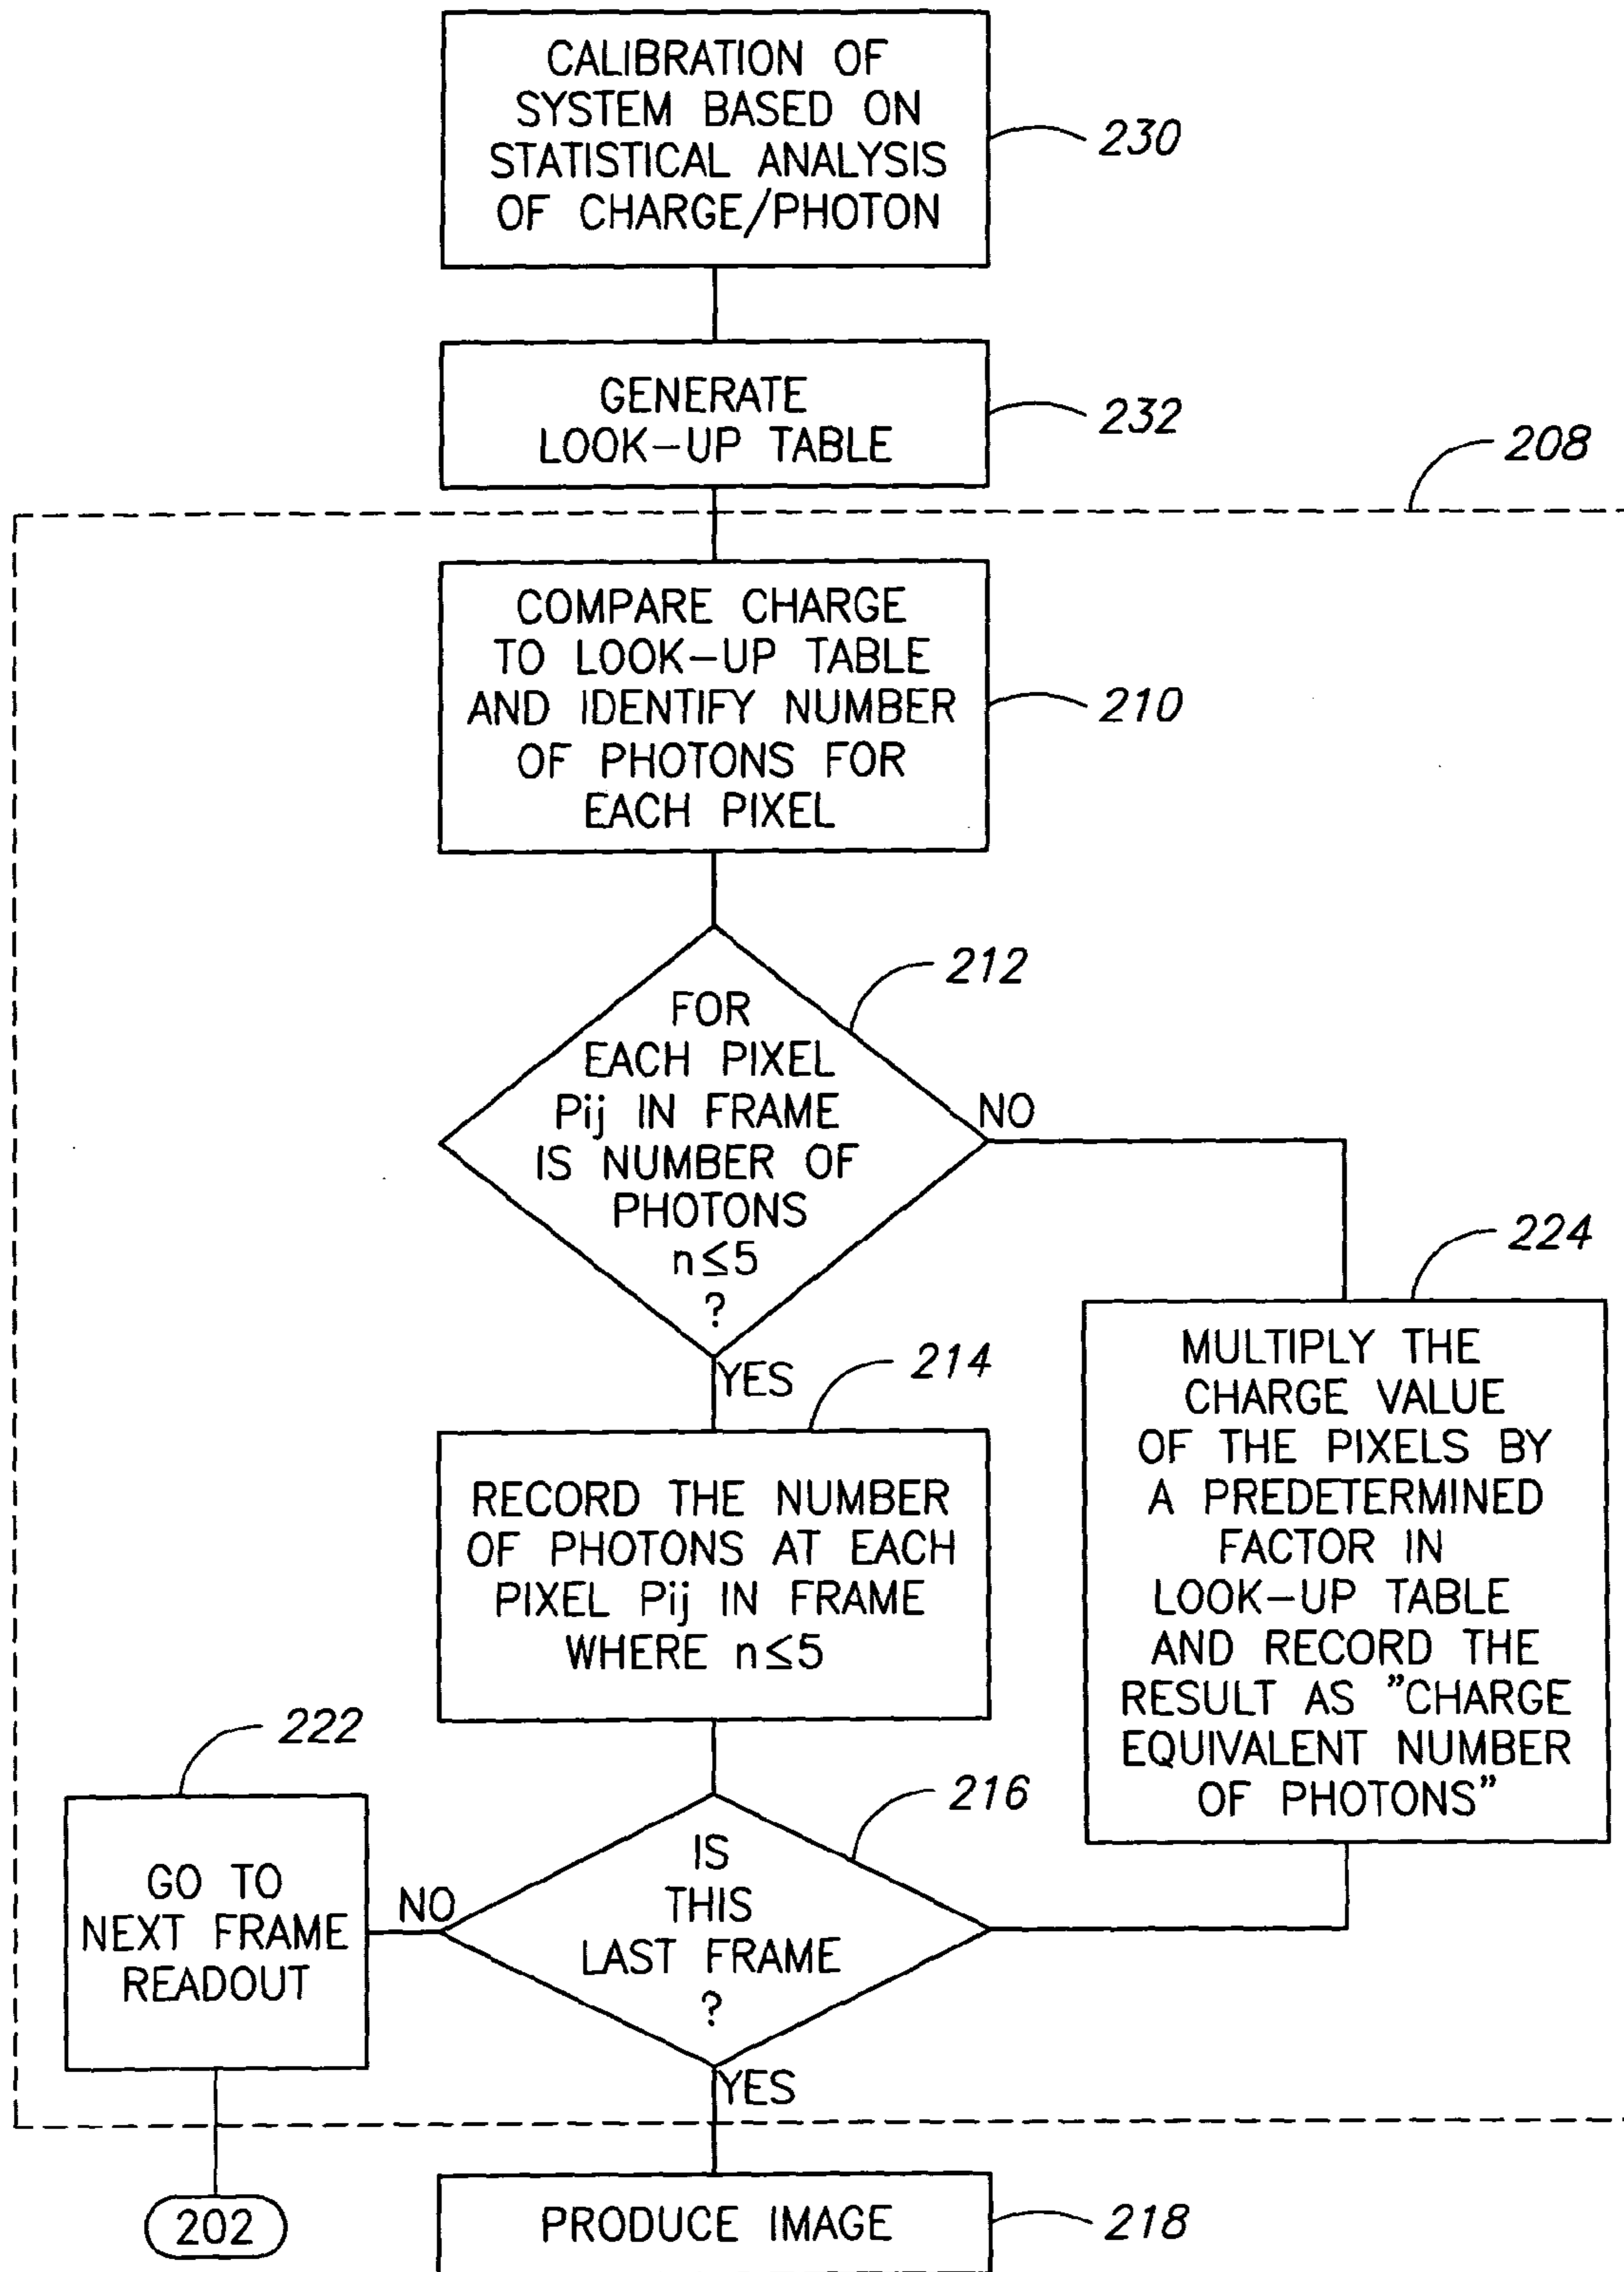 CALIBRATION OF
SYSTEM BASED ON
STATISTICAL ANALYSIS
OF CHARGE/PHOTON
230
GENERATE
LOOK-UP TABLE
232
208
COMPARE CHARGE
TO LOOK-UP TABLE
AND IDENTIFY NUMBER
OF PHOTONS FOR
EACH PIXEL
210
212
FOR
EACH PIXEL
Pij IN FRAME
IS NUMBER OF
PHOTONS
n≤5
?
NO
YES
224
MULTIPLY THE
CHARGE VALUE
OF THE PIXELS BY
A PREDETERMINED
FACTOR IN
LOOK-UP TABLE
AND RECORD THE
RESULT AS "CHARGE
EQUIVALENT NUMBER
OF PHOTONS"
214
RECORD THE NUMBER
OF PHOTONS AT EACH
PIXEL Pij IN FRAME
WHERE n≤5
222
GO TO
NEXT FRAME
READOUT
NO
216
IS
THIS
LAST FRAME
?
YES
202
PRODUCE IMAGE
218